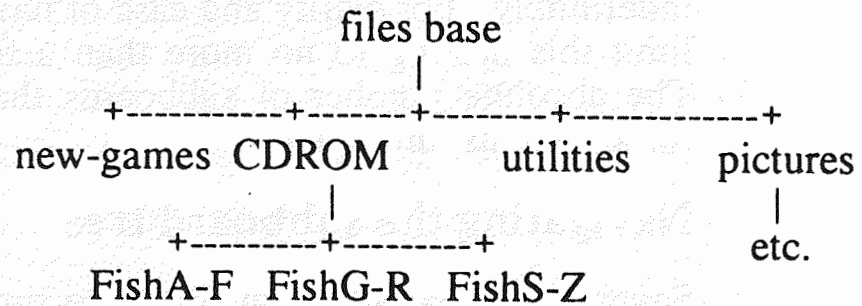 files base
|
+-----------+-------+--------+-------------+
new-games CDROM utilities pictures
| |
+---------+---------+ etc.
FishA-F FishG-R FishS-Z